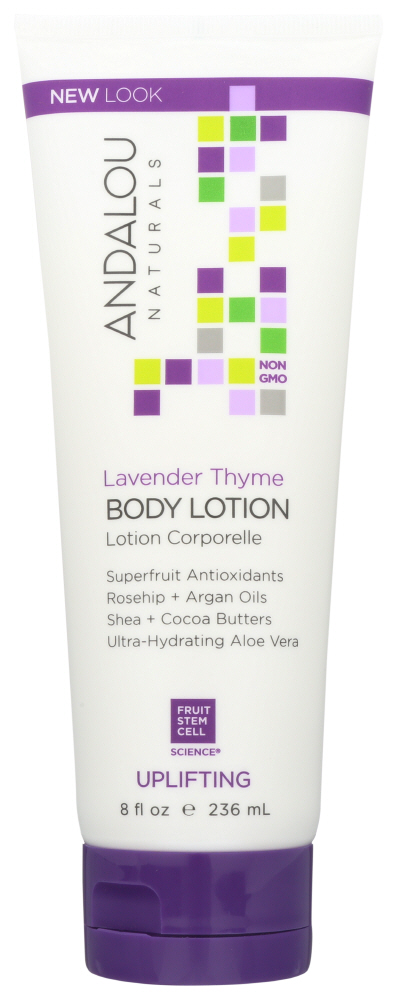 NEW LOOK
ANDALOU
NATURALS
NON
GMO
Lavender Thyme
BODY LOTION
Lotion Corporelle
Superfruit Antioxidants
Rosehip + Argan Oils
Shea + Cocoa Butters
Ultra-Hydrating Aloe Vera
FRUIT
STEM
CELL
SCIENCE®
UPLIFTING
8 fl oz ℮ 236 mL